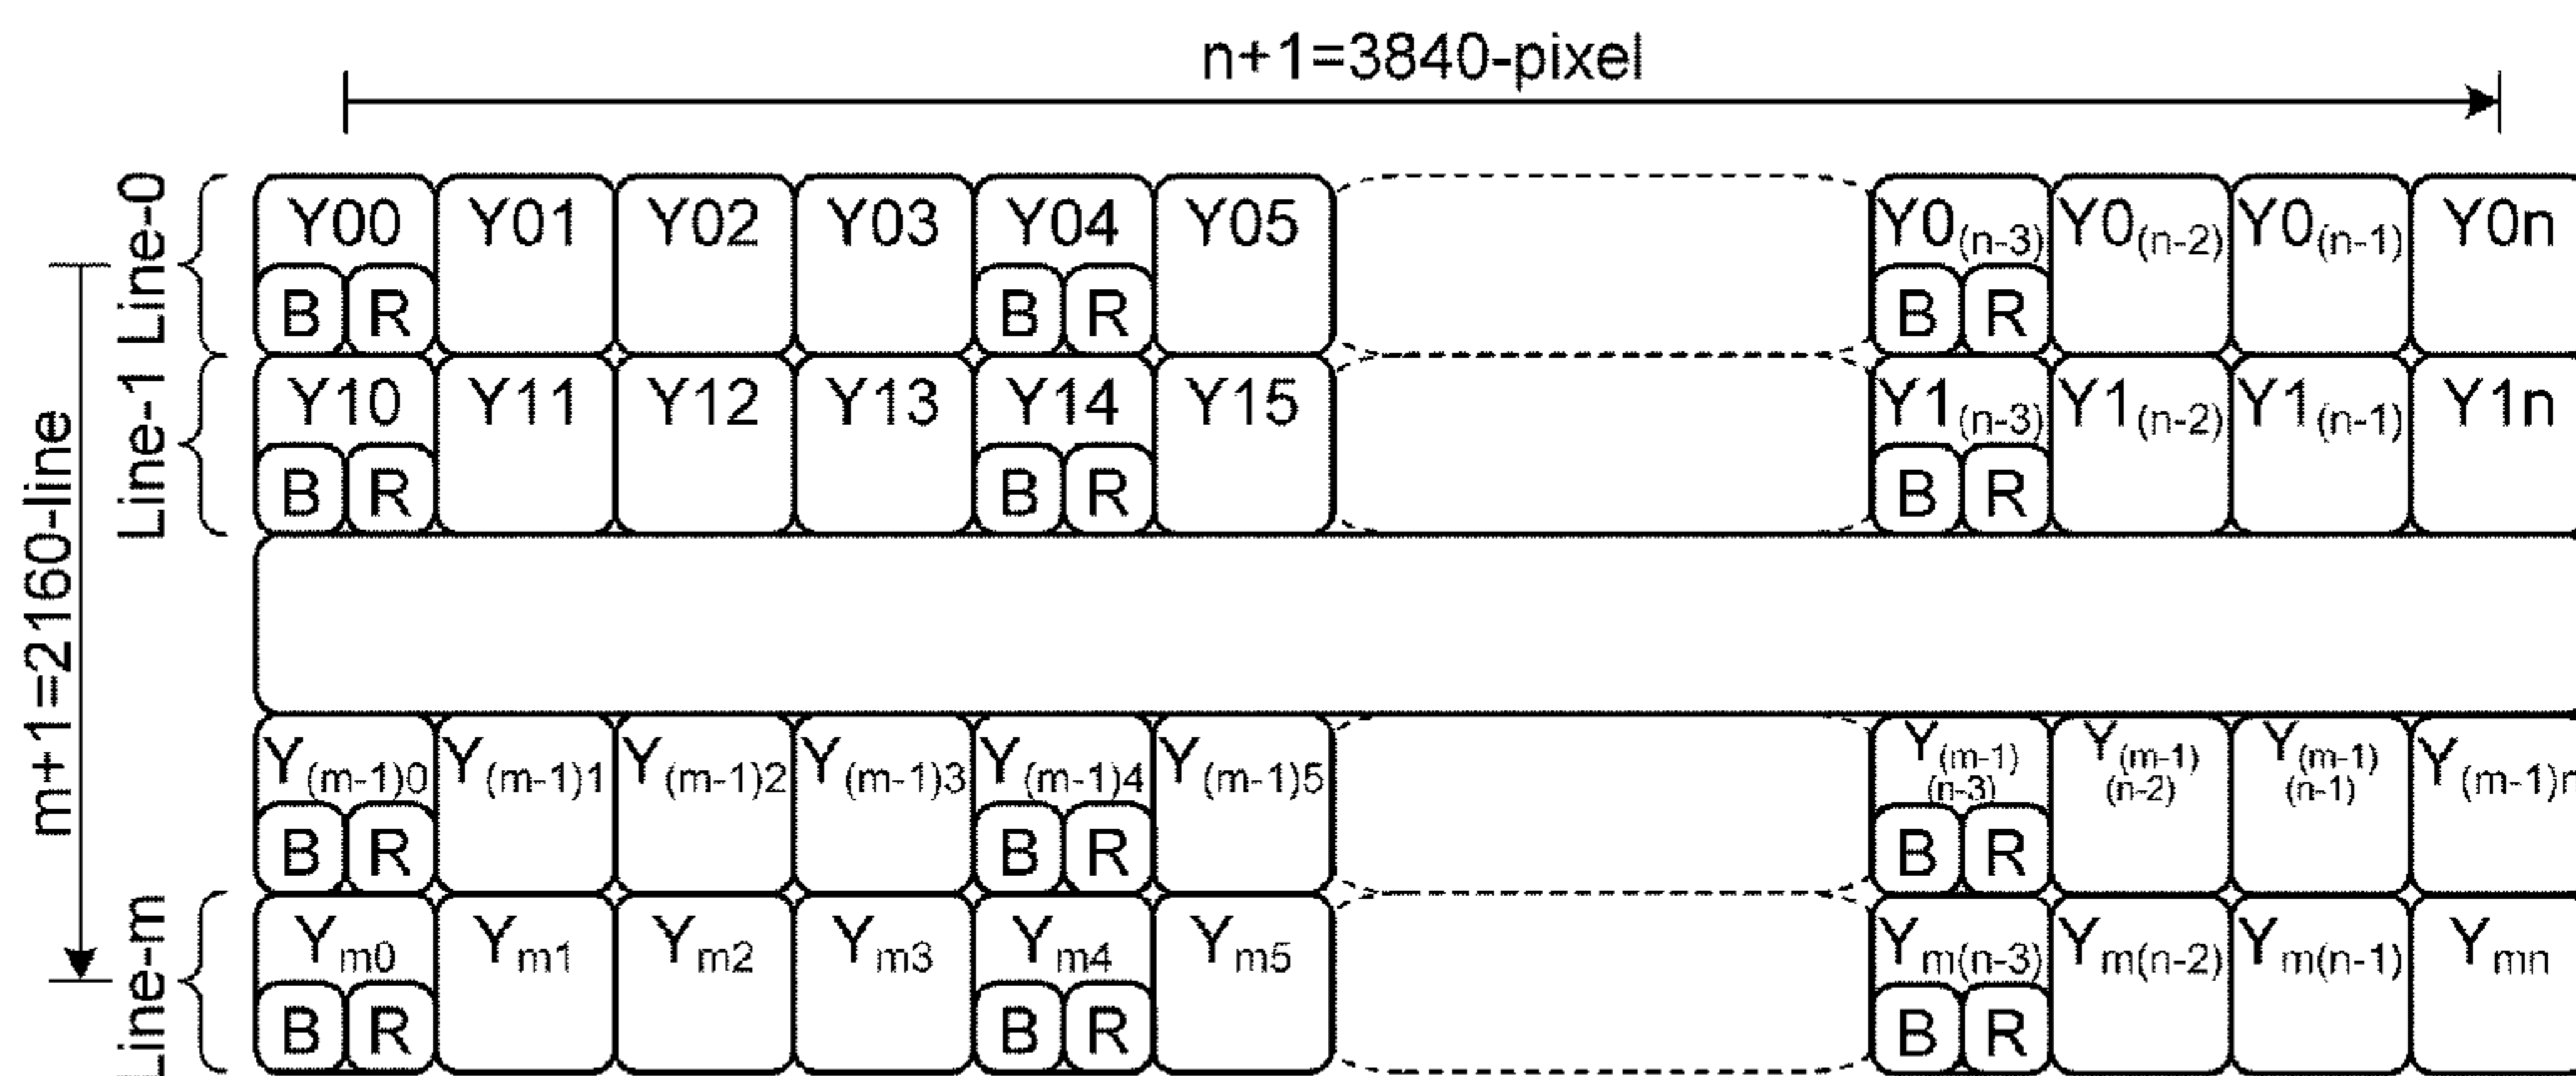 n+1=3840-pixel
m+1=2160-line
Line-0
Y00 Y01 Y02 Y03 Y04 Y05 Y0(n-3) Y0(n-2) Y0(n-1) Y0n
B R B R B R
Line-1
Y10 Y11 Y12 Y13 Y14 Y15 Y1(n-3) Y1(n-2) Y1(n-1) Y1n
B R B R B R
Y(m-1)0 Y(m-1)1 Y(m-1)2 Y(m-1)3 Y(m-1)4 Y(m-1)5 Y(m-1)(n-3) Y(m-1)(n-2) Y(m-1)(n-1) Y(m-1)n
B R B R B R
Line-m
Ym0 Ym1 Ym2 Ym3 Ym4 Ym5 Ym(n-3) Ym(n-2) Ym(n-1) Ymn
B R B R B R